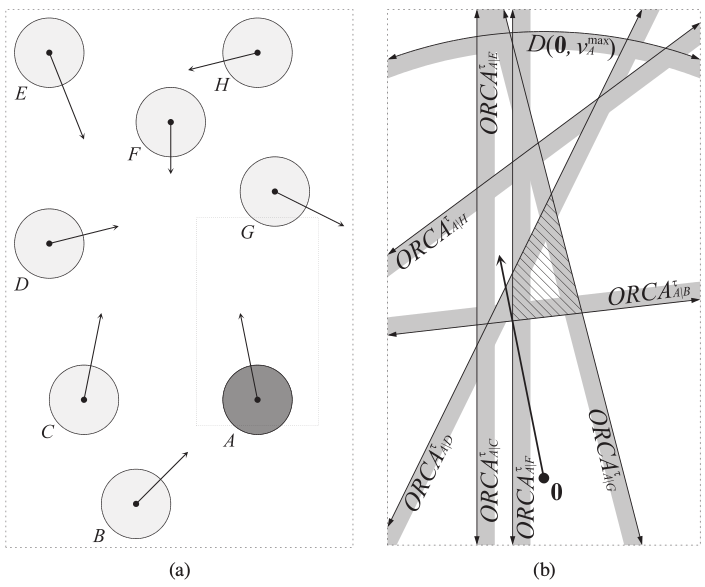 E
H
F
G
D
C
A
B
(a)
D(0, v_A^max)
ORCA^τ_A|E
ORCA^τ_A|H
ORCA^τ_A|B
ORCA^τ_A|D
ORCA^τ_A|C
ORCA^τ_A|F
ORCA^τ_A|G
0
(b)